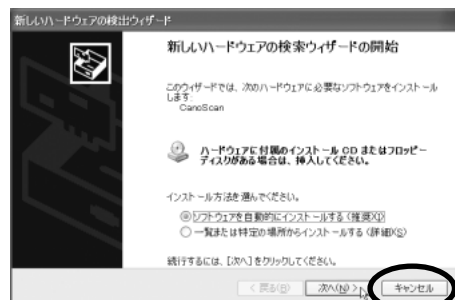 新しいハードウェアの検出ウィザード
新しいハードウェアの検索ウィザードの開始
このウィザードでは、次のハードウェアに必要なソフトウェアをインストール
します:
CanoScan
ハードウェアに付属のインストール CD またはフロッピー
ディスクがある場合は、挿入してください。
インストール方法を選んでください。
ソフトウェアを自動的にインストールする (推奨)(I)
一覧または特定の場所からインストールする (詳細)(S)
続行するには、[次へ] をクリックしてください。
< 戻る(B) 次へ(N) > キャンセル